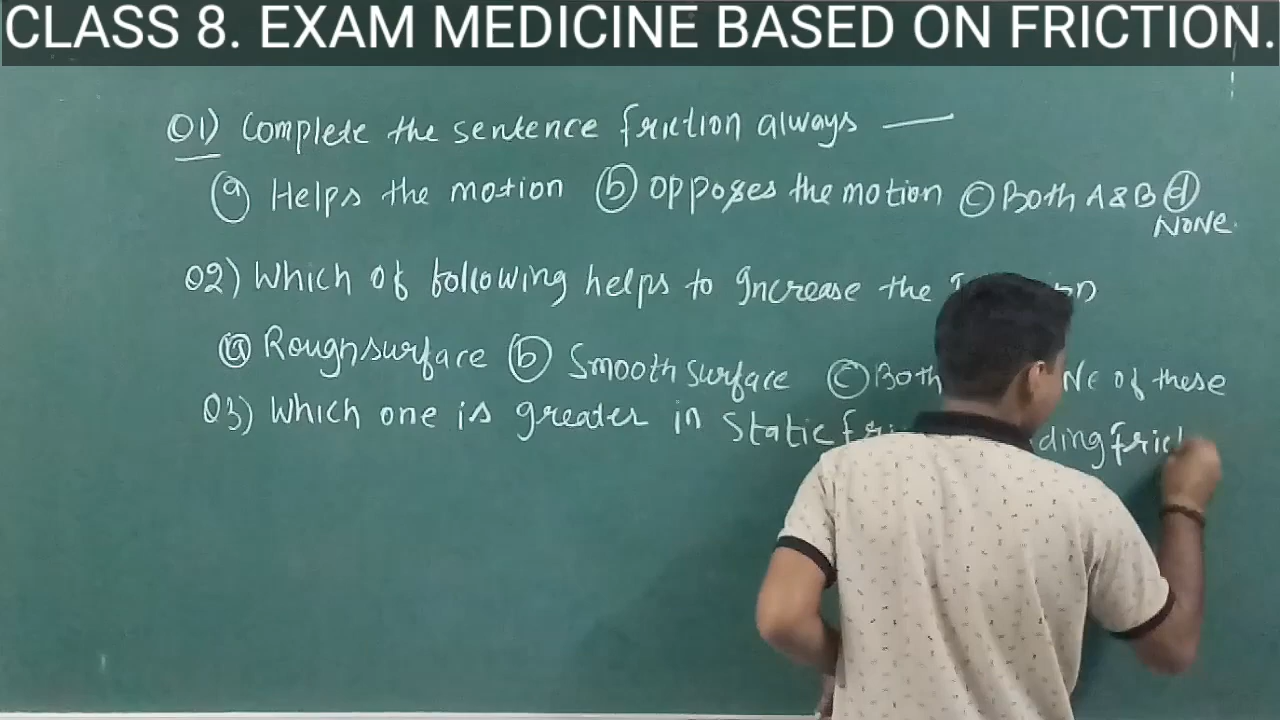 CLASS 8. EXAM MEDICINE BASED ON FRICTION.
Q1) Complete the sentence friction always —
(a) Helps the motion (b) Opposes the motion (c) Both A & B (d)
NONE.
Q2) Which of following helps to increase the
(a) Rough surface (b) Smooth surface (c) Both of these
Q3) Which one is greater in Static